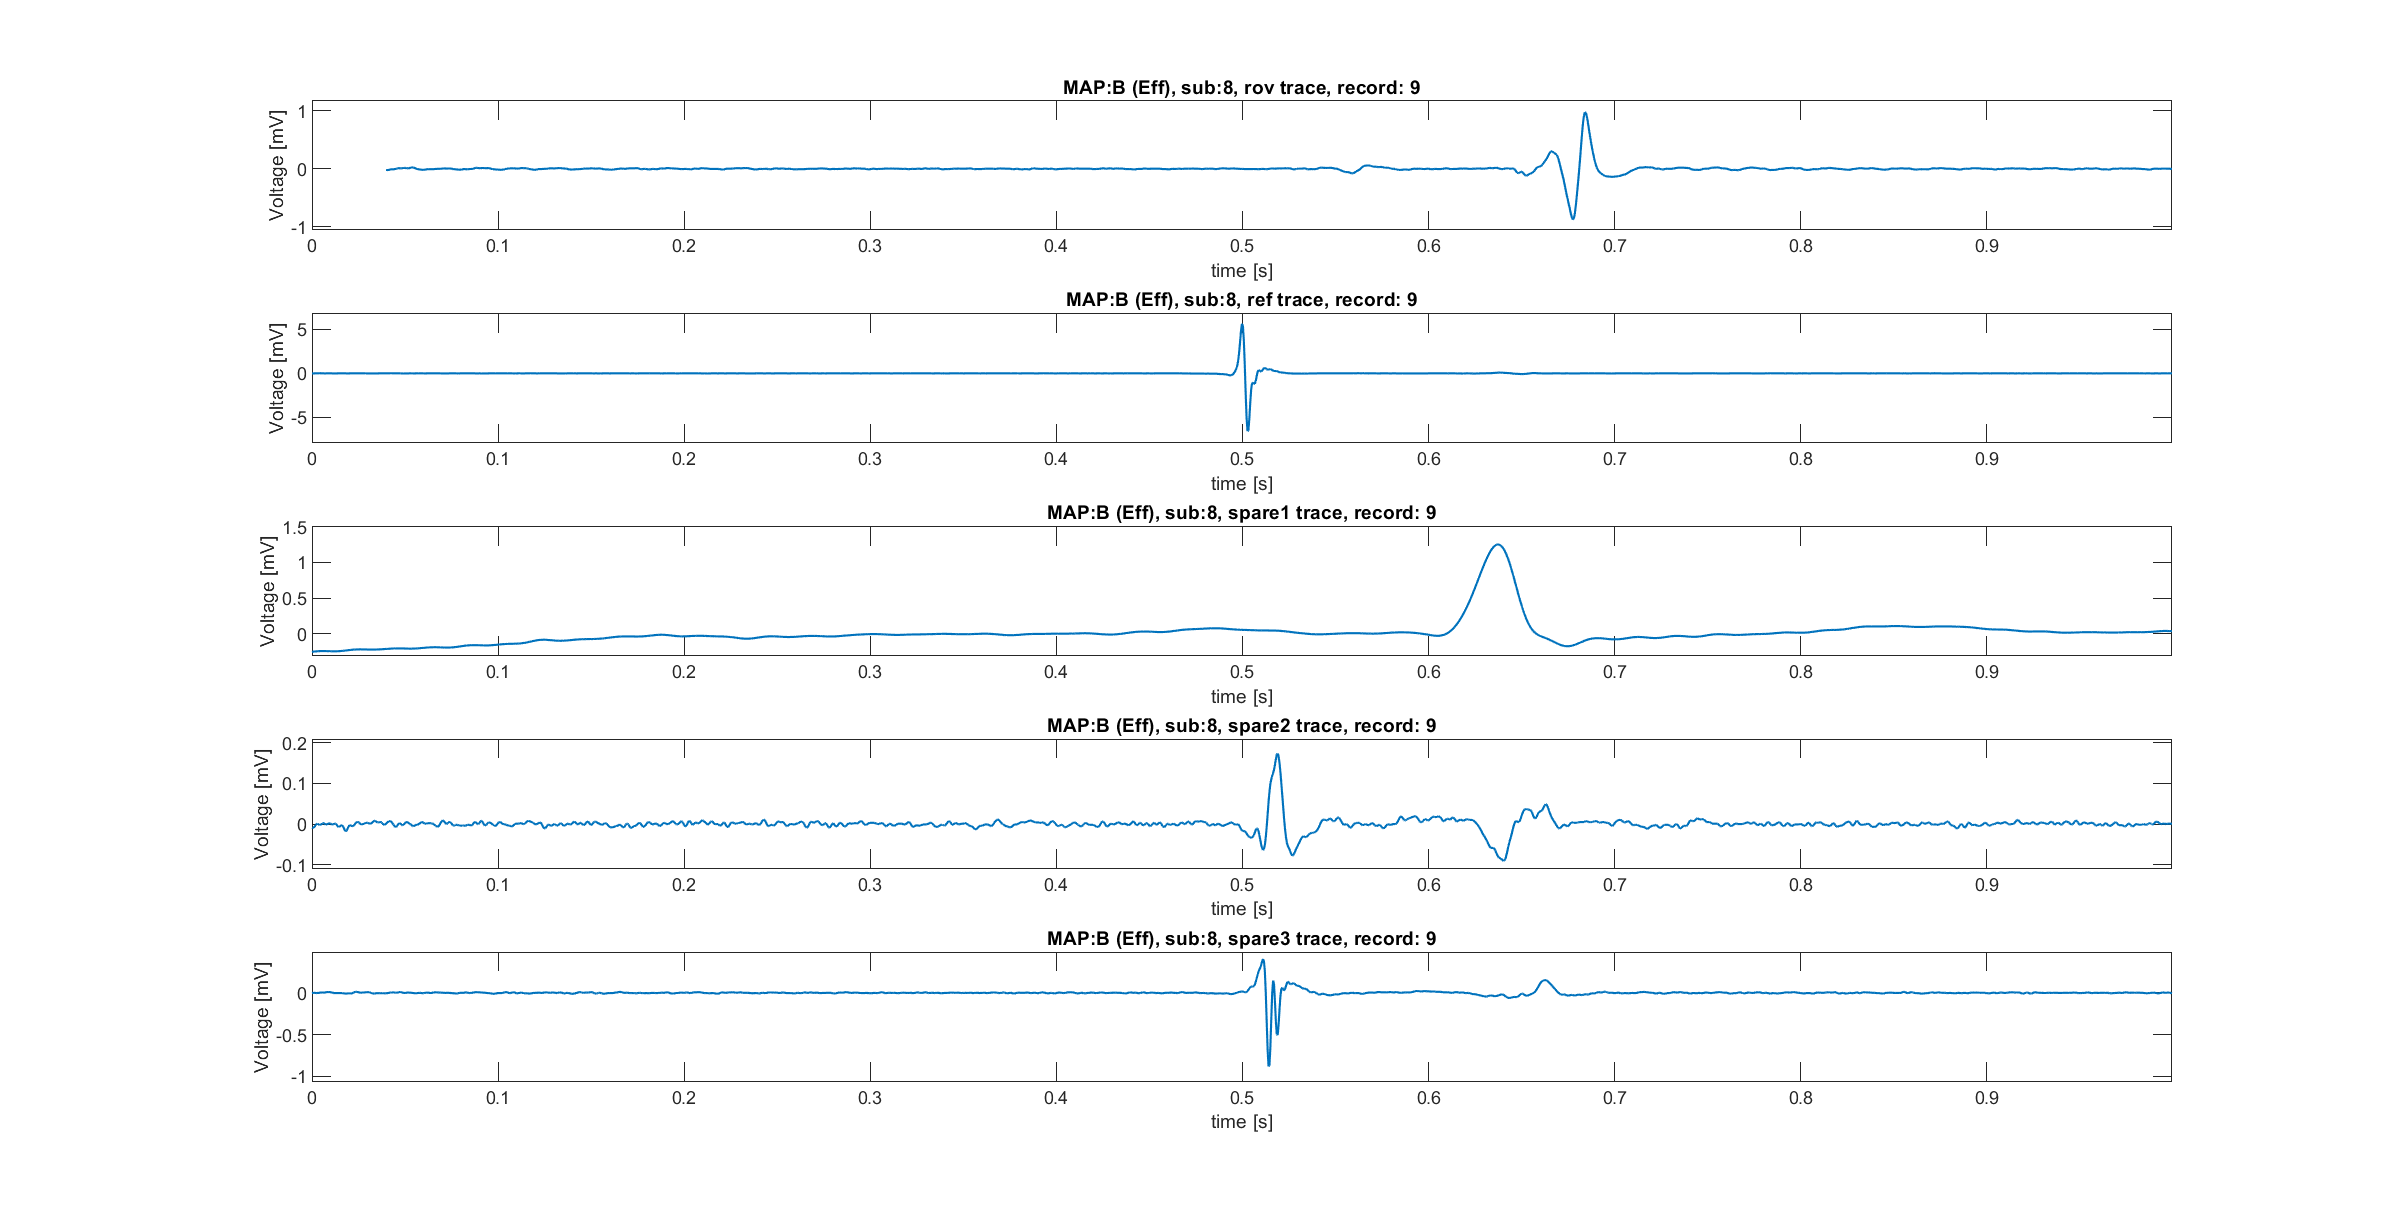 MAP:B (Eff), sub:8, rov trace, record: 9
Voltage [mV]
1
0
-1
0 0.1 0.2 0.3 0.4 0.5 0.6 0.7 0.8 0.9
time [s]
MAP:B (Eff), sub:8, ref trace, record: 9
Voltage [mV]
5
0
-5
0 0.1 0.2 0.3 0.4 0.5 0.6 0.7 0.8 0.9
time [s]
MAP:B (Eff), sub:8, spare1 trace, record: 9
Voltage [mV]
1.5
1
0.5
0
0 0.1 0.2 0.3 0.4 0.5 0.6 0.7 0.8 0.9
time [s]
MAP:B (Eff), sub:8, spare2 trace, record: 9
Voltage [mV]
0.2
0.1
0
-0.1
0 0.1 0.2 0.3 0.4 0.5 0.6 0.7 0.8 0.9
time [s]
MAP:B (Eff), sub:8, spare3 trace, record: 9
Voltage [mV]
0
-0.5
-1
0 0.1 0.2 0.3 0.4 0.5 0.6 0.7 0.8 0.9
time [s]